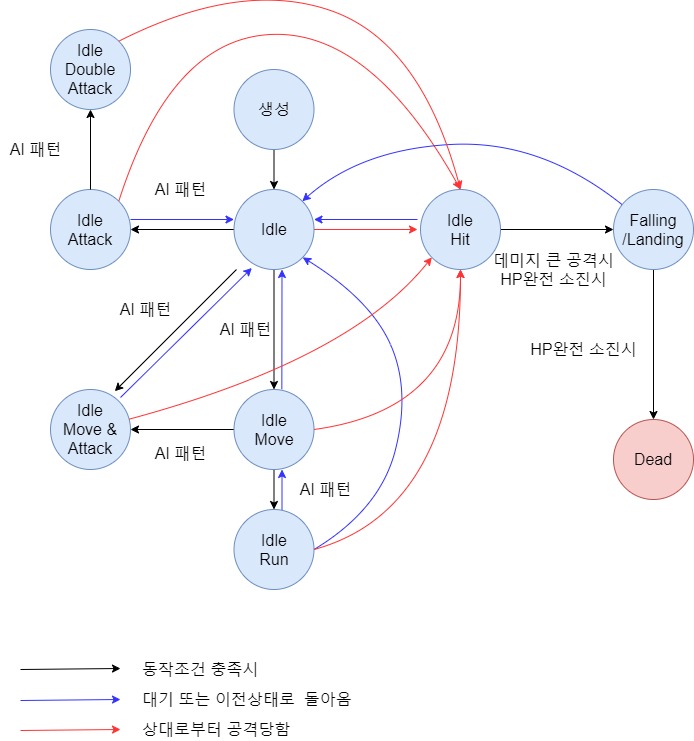 Idle
Double
Attack
AI 패턴
생성
Idle
Attack
AI 패턴
Idle
Idle
Hit
Falling
/Landing
데미지 큰 공격시
HP완전 소진시
AI 패턴
AI 패턴
HP완전 소진시
Idle
Move &
Attack
AI 패턴
Idle
Move
Dead
AI 패턴
Idle
Run
동작조건 충족시
대기 또는 이전상태로 돌아옴
상대로부터 공격당함